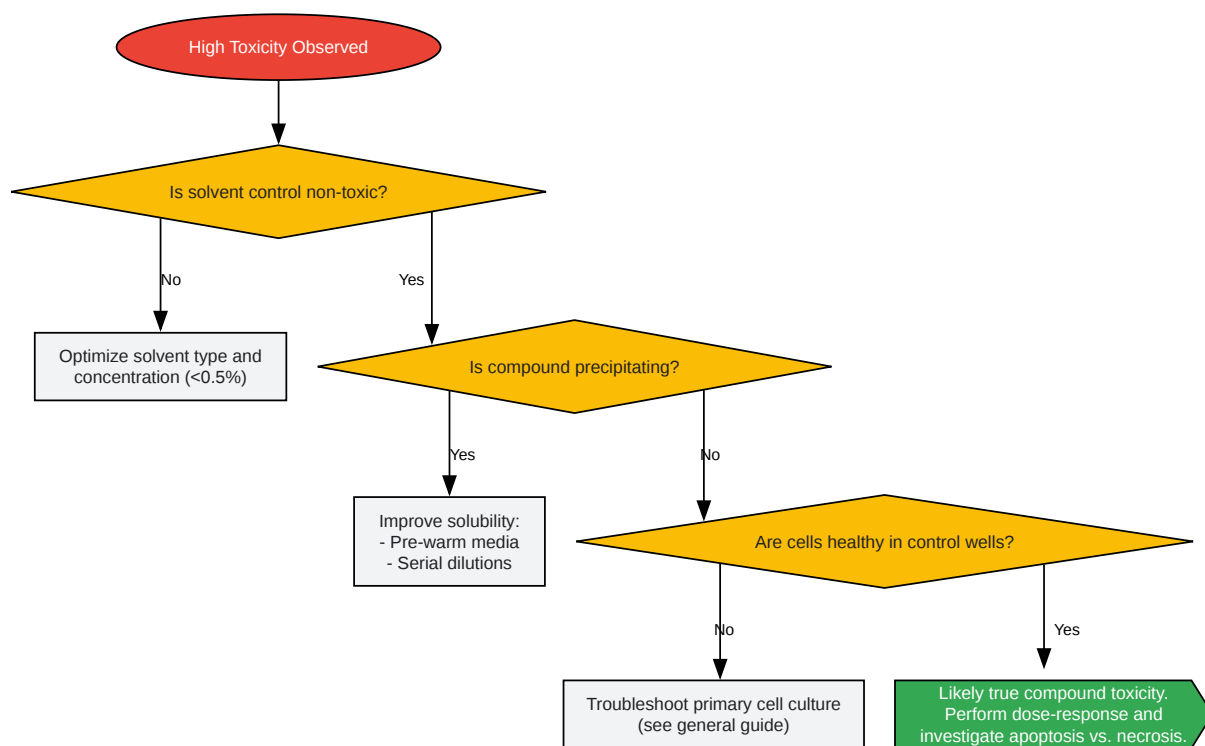 High Toxicity Observed
Is solvent control non-toxic?
No
Yes
Optimize solvent type and
concentration (<0.5%)
Is compound precipitating?
Yes
No
Improve solubility:
- Pre-warm media
- Serial dilutions
Are cells healthy in control wells?
No
Yes
Troubleshoot primary cell culture
(see general guide)
Likely true compound toxicity.
Perform dose-response and
investigate apoptosis vs. necrosis.